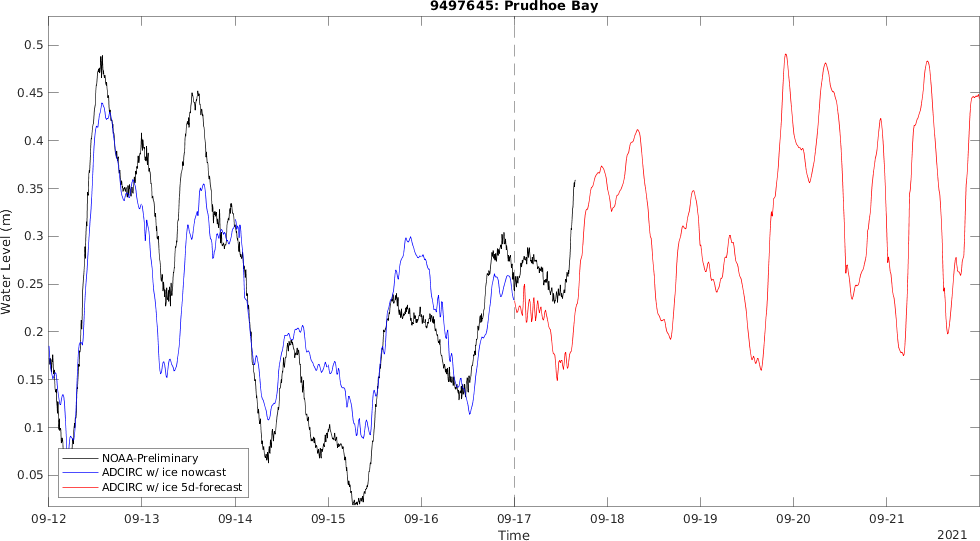 9497645: Prudhoe Bay
0.5
0.45
0.4
0.35
0.3
0.25
0.2
0.15
0.1
0.05
Water Level (m)
NOAA-Preliminary
ADCIRC w/ ice nowcast
ADCIRC w/ ice 5d-forecast
09-12 09-13 09-14 09-15 09-16 09-17 09-18 09-19 09-20 09-21
Time
2021